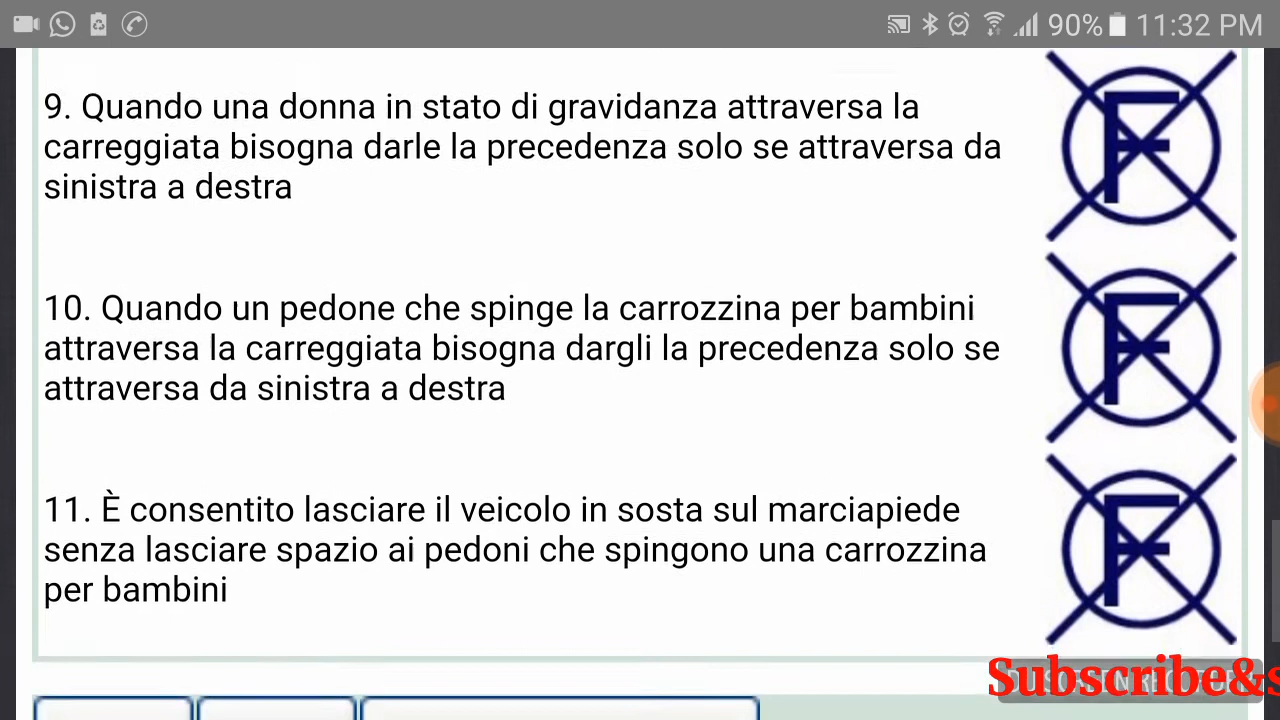 90% 11:32 PM
9. Quando una donna in stato di gravidanza attraversa la
carreggiata bisogna darle la precedenza solo se attraversa da
sinistra a destra
F
10. Quando un pedone che spinge la carrozzina per bambini
attraversa la carreggiata bisogna dargli la precedenza solo se
attraversa da sinistra a destra
F
11. È consentito lasciare il veicolo in sosta sul marciapiede
senza lasciare spazio ai pedoni che spingono una carrozzina
per bambini
F
Subscribe&s